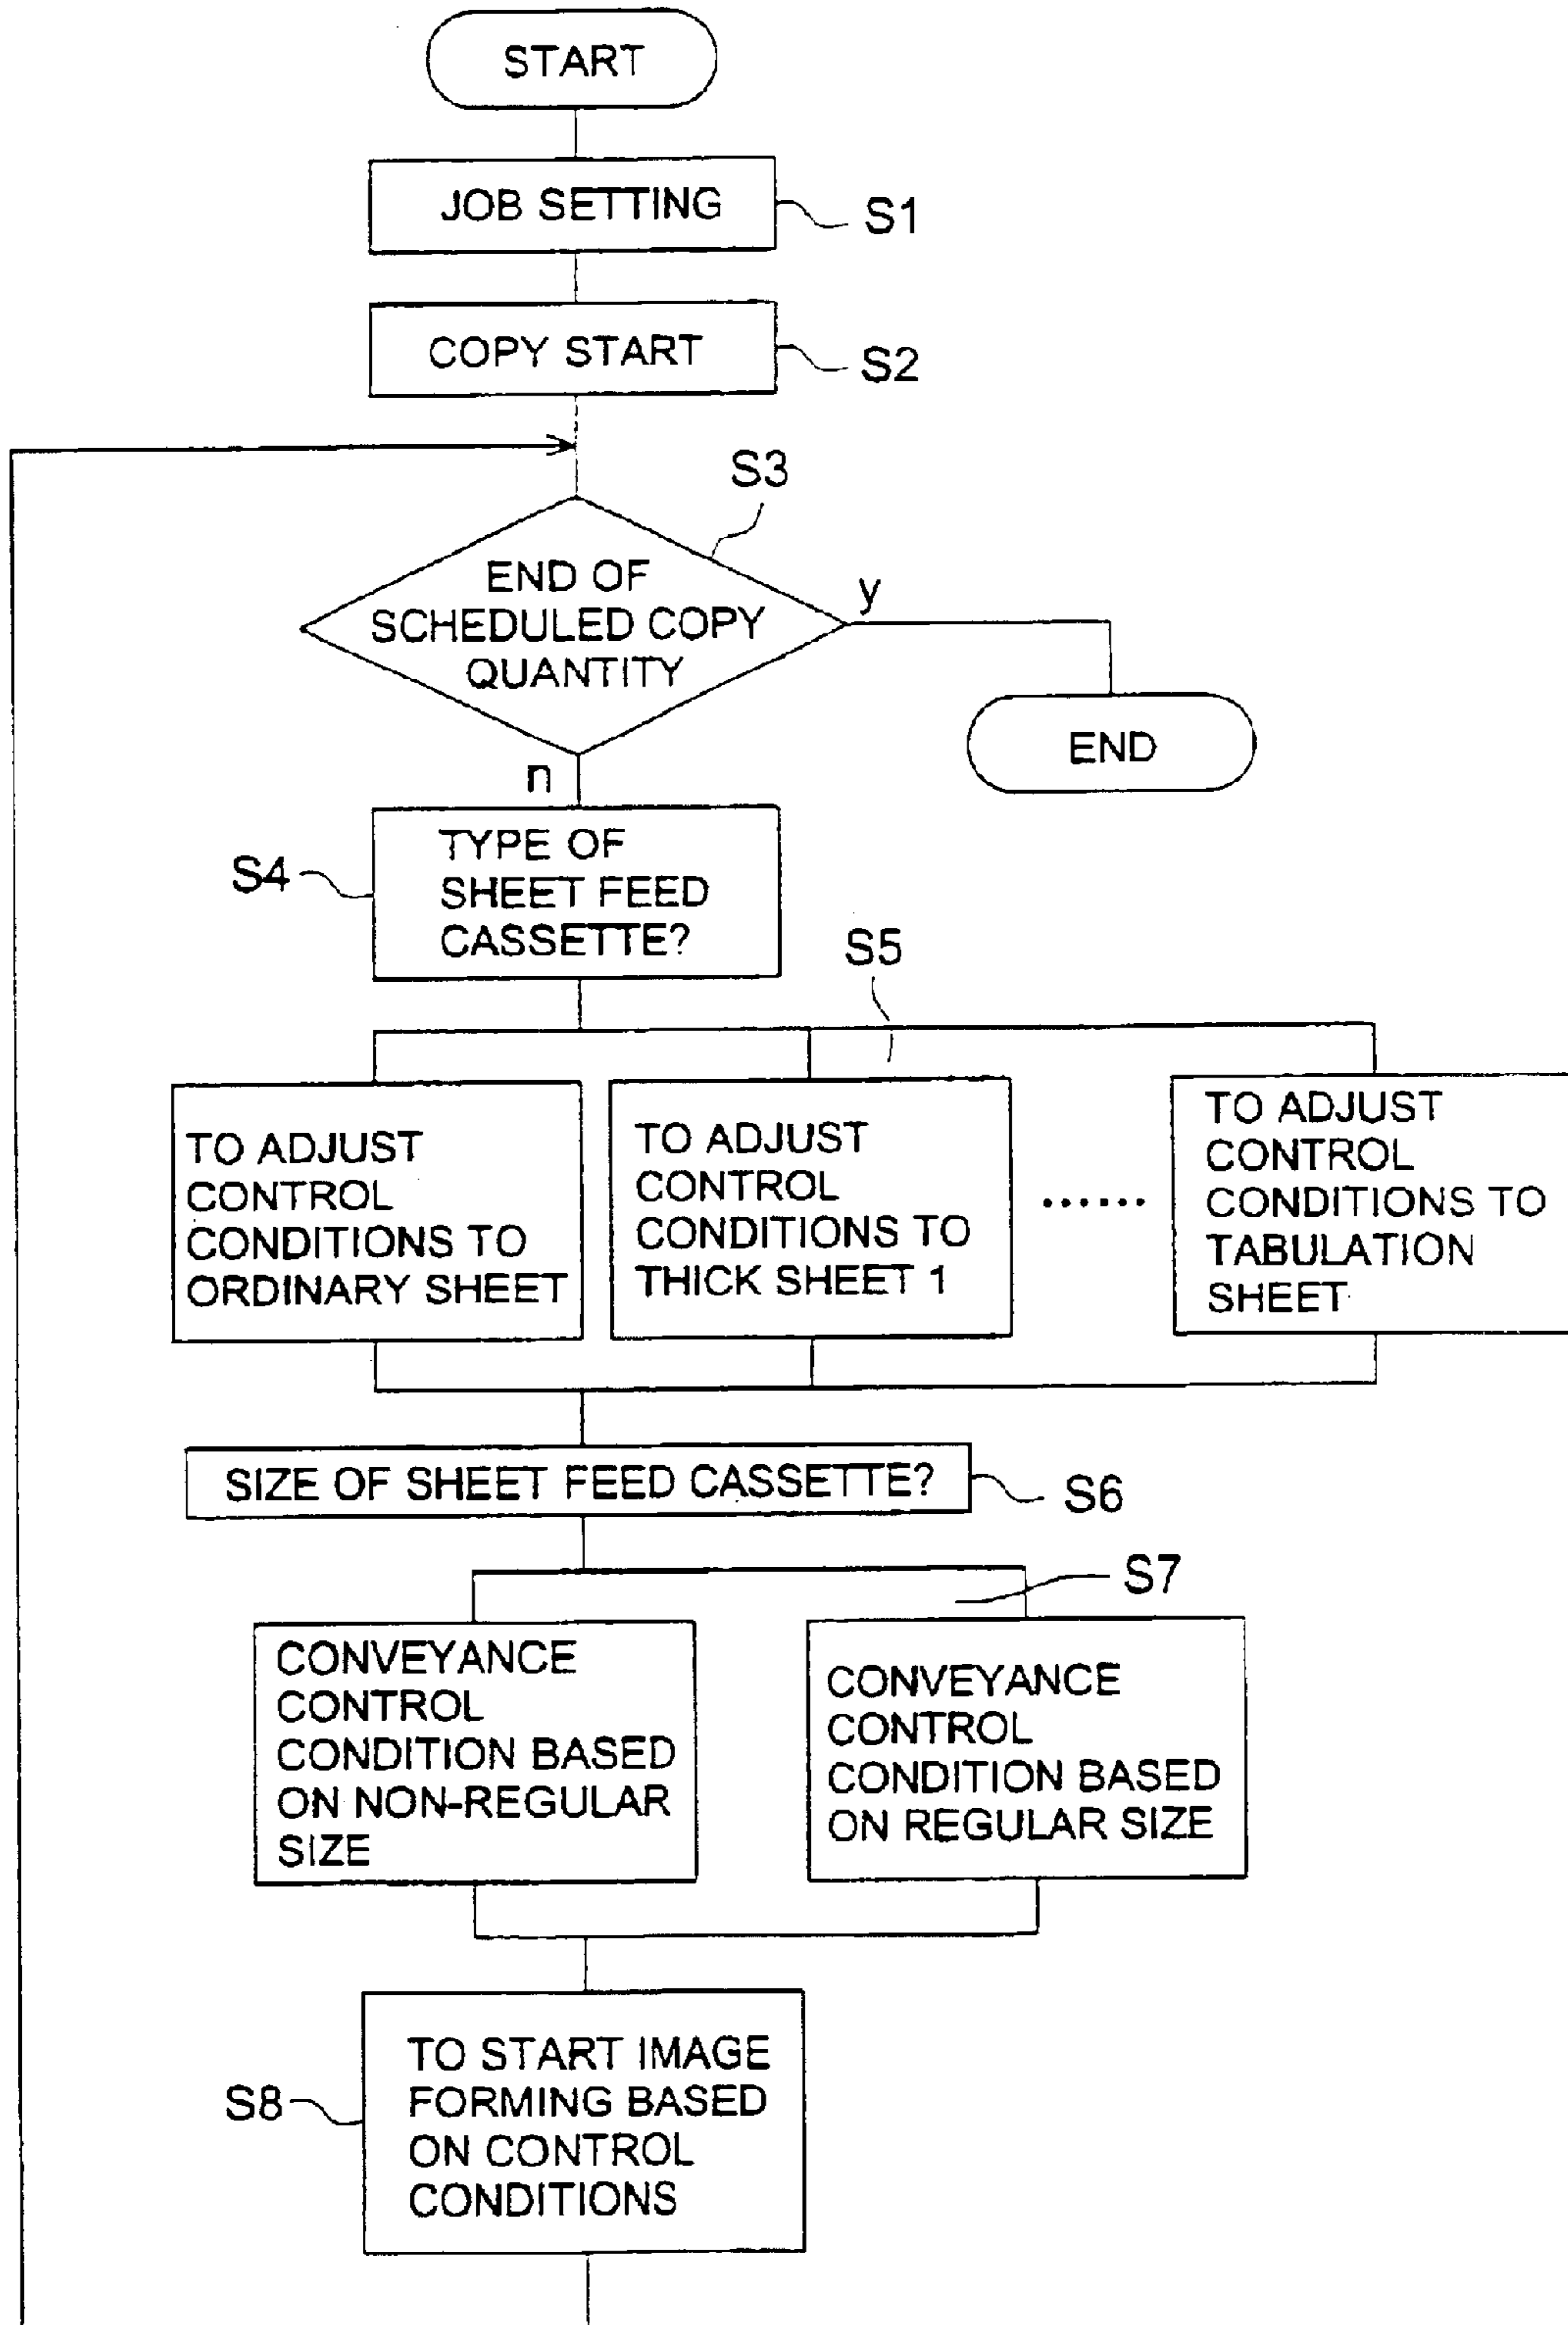 START
JOB SETTING
S1
COPY START
S2
S3
END OF
SCHEDULED COPY
QUANTITY
y
END
n
S4
TYPE OF
SHEET FEED
CASSETTE?
S5
TO ADJUST
CONTROL
CONDITIONS TO
ORDINARY SHEET
TO ADJUST
CONTROL
CONDITIONS TO
THICK SHEET 1
......
TO ADJUST
CONTROL
CONDITIONS TO
TABULATION
SHEET
SIZE OF SHEET FEED CASSETTE?
S6
S7
CONVEYANCE
CONTROL
CONDITION BASED
ON NON-REGULAR
SIZE
CONVEYANCE
CONTROL
CONDITION BASED
ON REGULAR SIZE
S8
TO START IMAGE
FORMING BASED
ON CONTROL
CONDITIONS